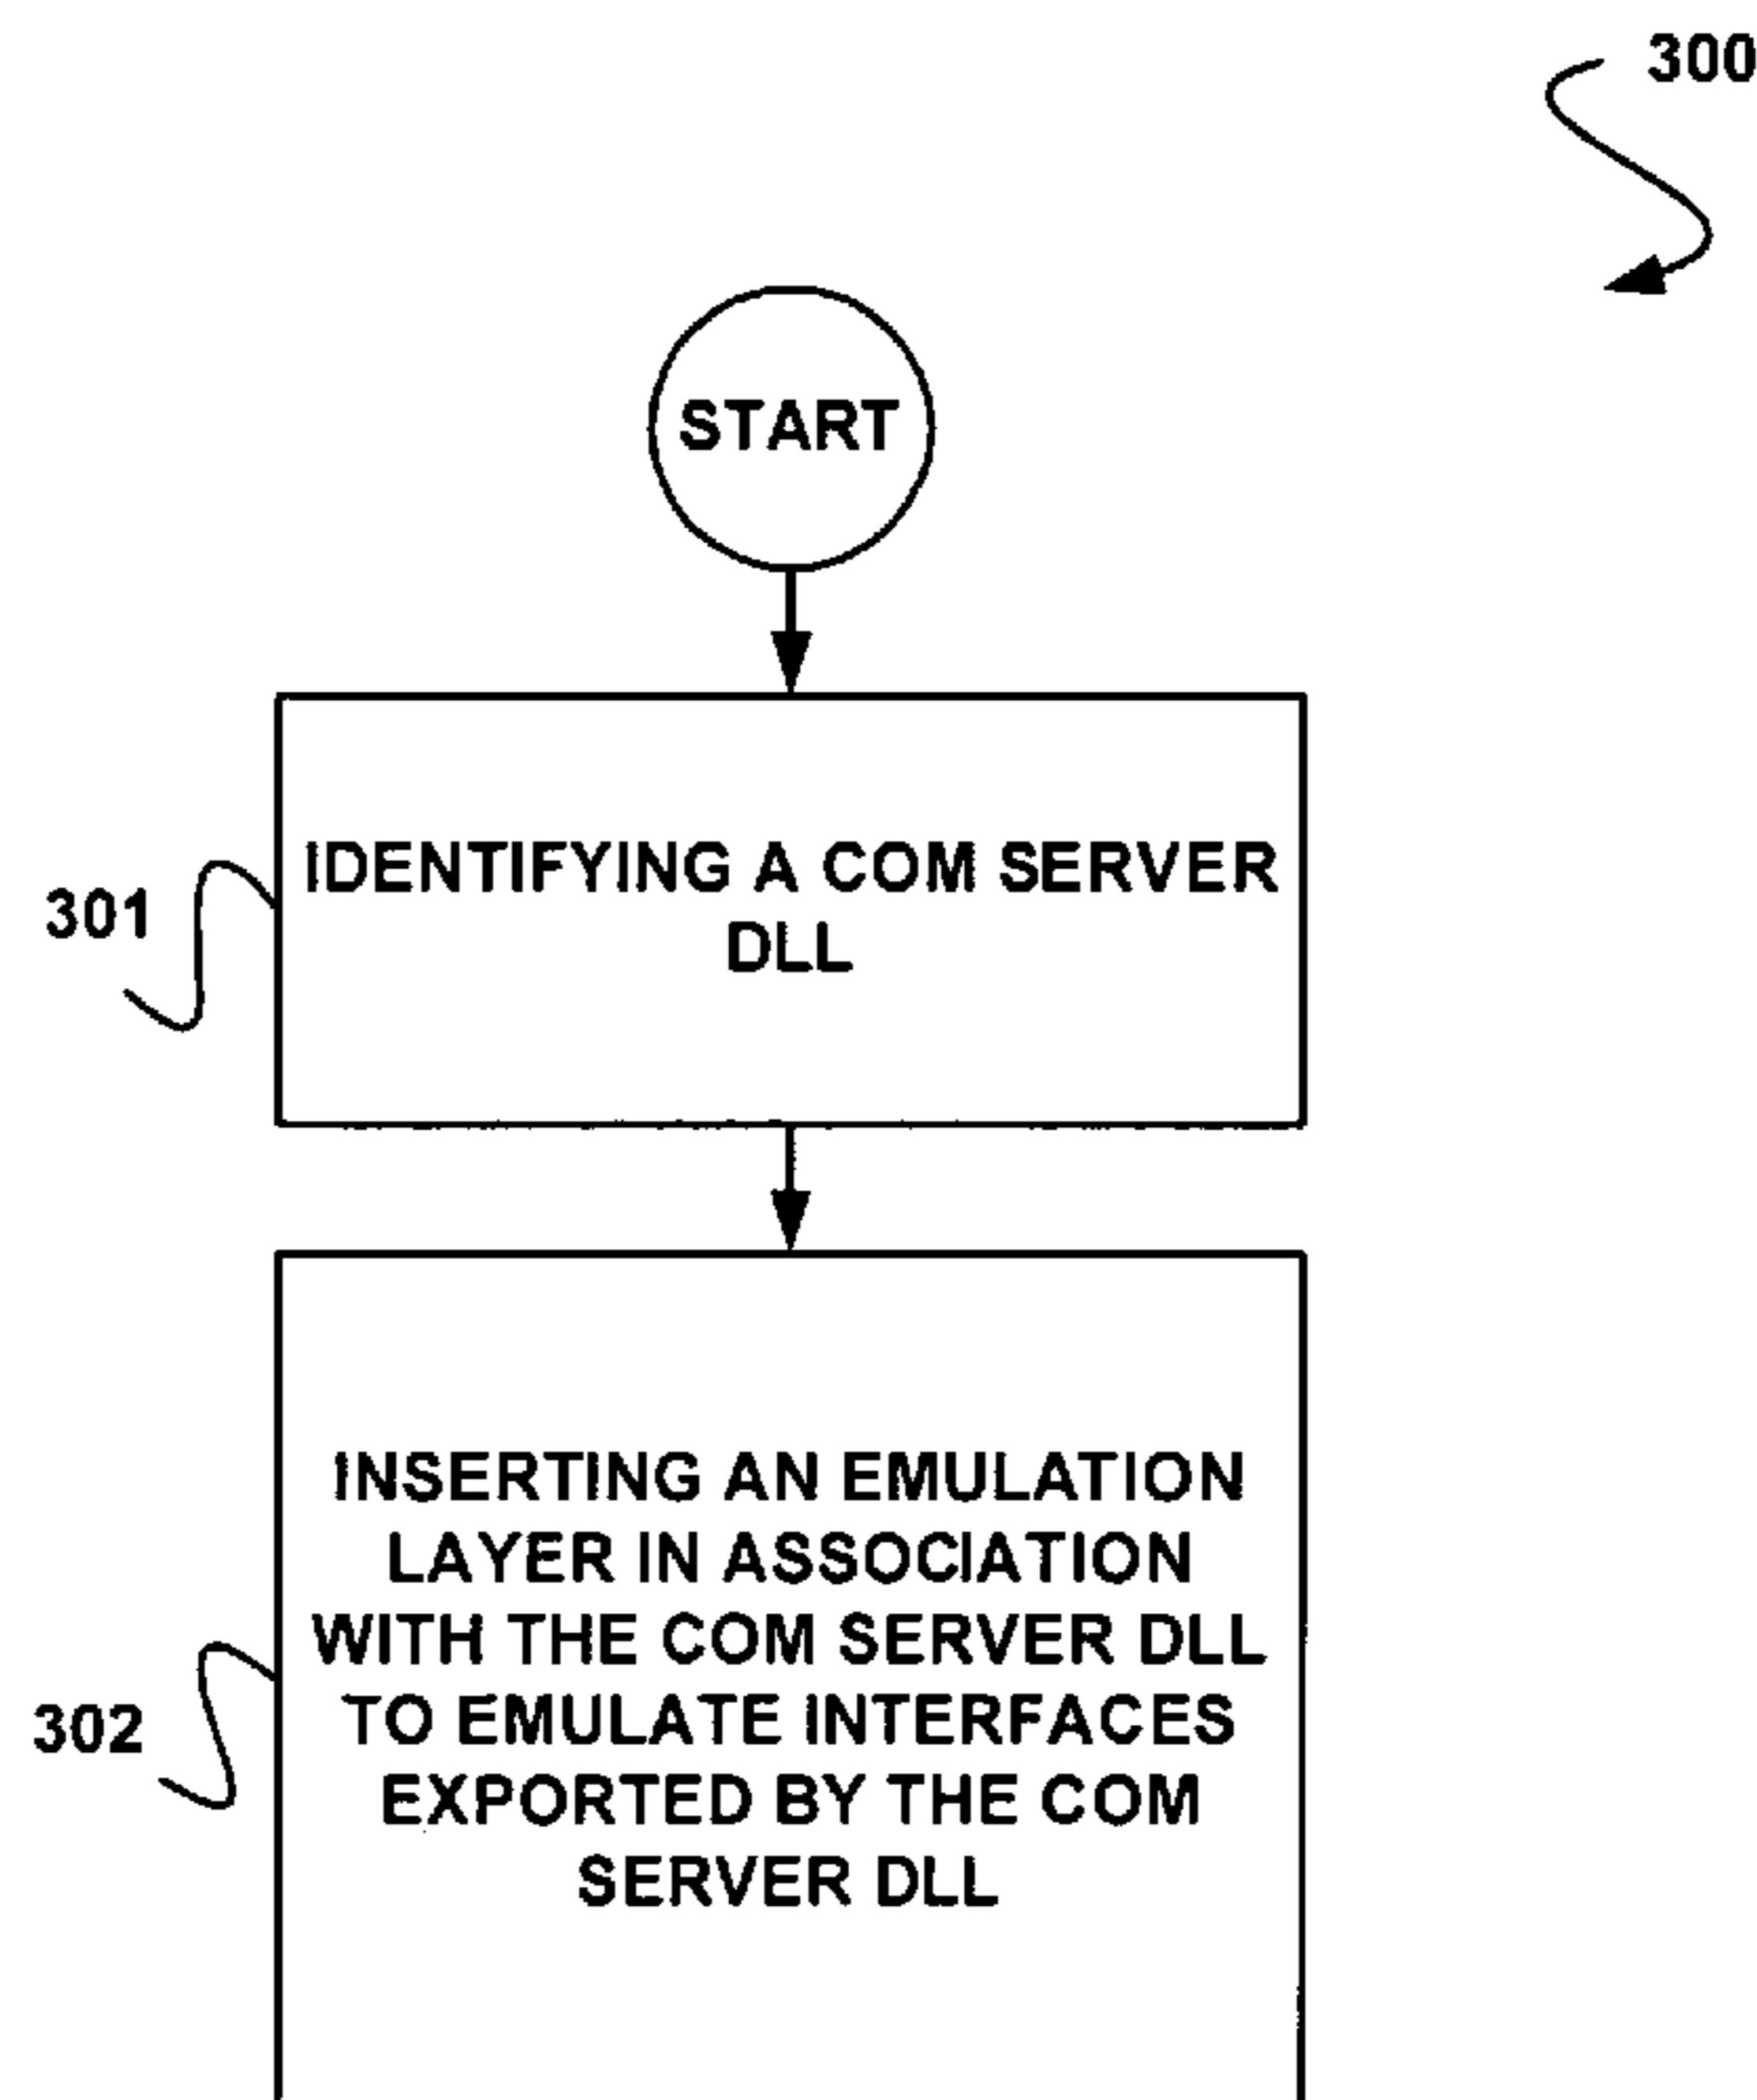 300
START
IDENTIFYING A COM SERVER
DLL
301
INSERTING AN EMULATION
LAYER IN ASSOCIATION
WITH THE COM SERVER DLL
TO EMULATE INTERFACES
EXPORTED BY THE COM
SERVER DLL
302